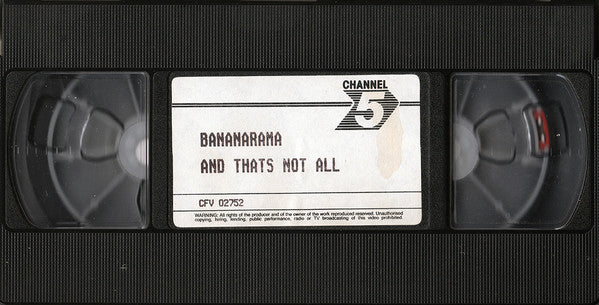 CHANNEL
5
BANANARAMA
AND THATS NOT ALL
CFV 02752
WARNING: All rights of the producer and of the owner of the work reproduced reserved. Unauthorised
copying, hiring, lending, public performance, radio or TV broadcasting of this video prohibited.